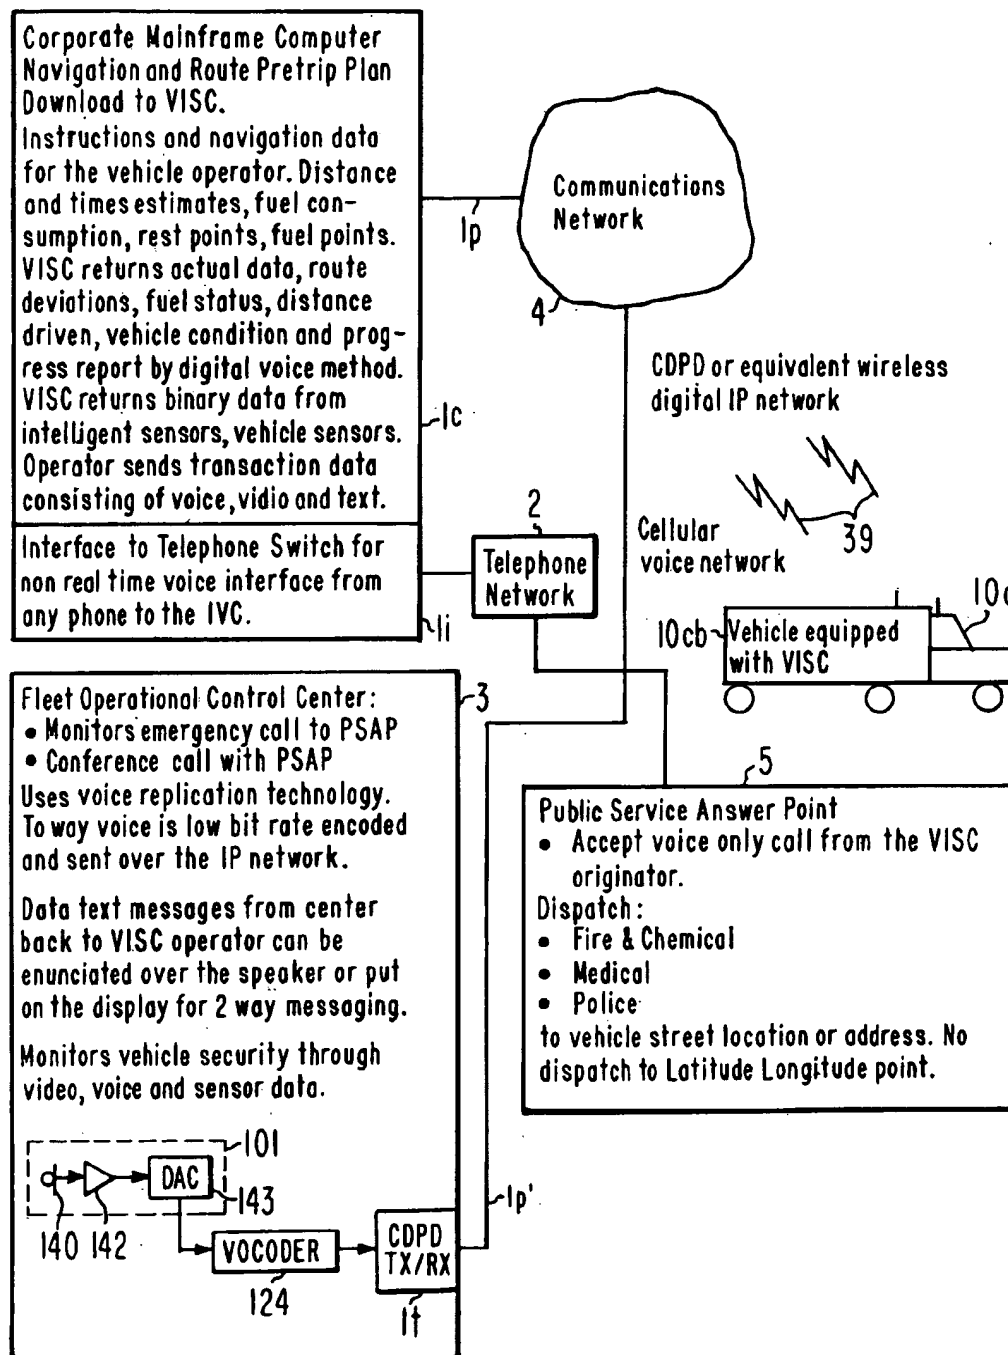 Corporate Mainframe Computer
Navigation and Route Pretrip Plan
Download to VISC.
Instructions and navigation data
for the vehicle operator. Distance
and times estimates, fuel con-
sumption, rest points, fuel points.
VISC returns actual data, route
deviations, fuel status, distance
driven, vehicle condition and prog-
ress report by digital voice method.
VISC returns binary data from
intelligent sensors, vehicle sensors.
Operator sends transaction data
consisting of voice, vidio and text.
1c
Interface to Telephone Switch for
non real time voice interface from
any phone to the IVC.
1i
1p
Communications
Network
4
CDPD or equivalent wireless
digital IP network
39
2
Telephone
Network
Cellular
voice network
10cb
Vehicle equipped
with VISC
3
Fleet Operational Control Center:
• Monitors emergency call to PSAP
• Conference call with PSAP
Uses voice replication technology.
To way voice is low bit rate encoded
and sent over the IP network.
Data text messages from center
back to VISC operator can be
enunciated over the speaker or put
on the display for 2 way messaging.
Monitors vehicle security through
video, voice and sensor data.
101
DAC
143
140
142
VOCODER
124
CDPD
TX/RX
1t
1p'
5
Public Service Answer Point
• Accept voice only call from the VISC
originator.
Dispatch:
• Fire & Chemical
• Medical
• Police
to vehicle street location or address. No
dispatch to Latitude Longitude point.